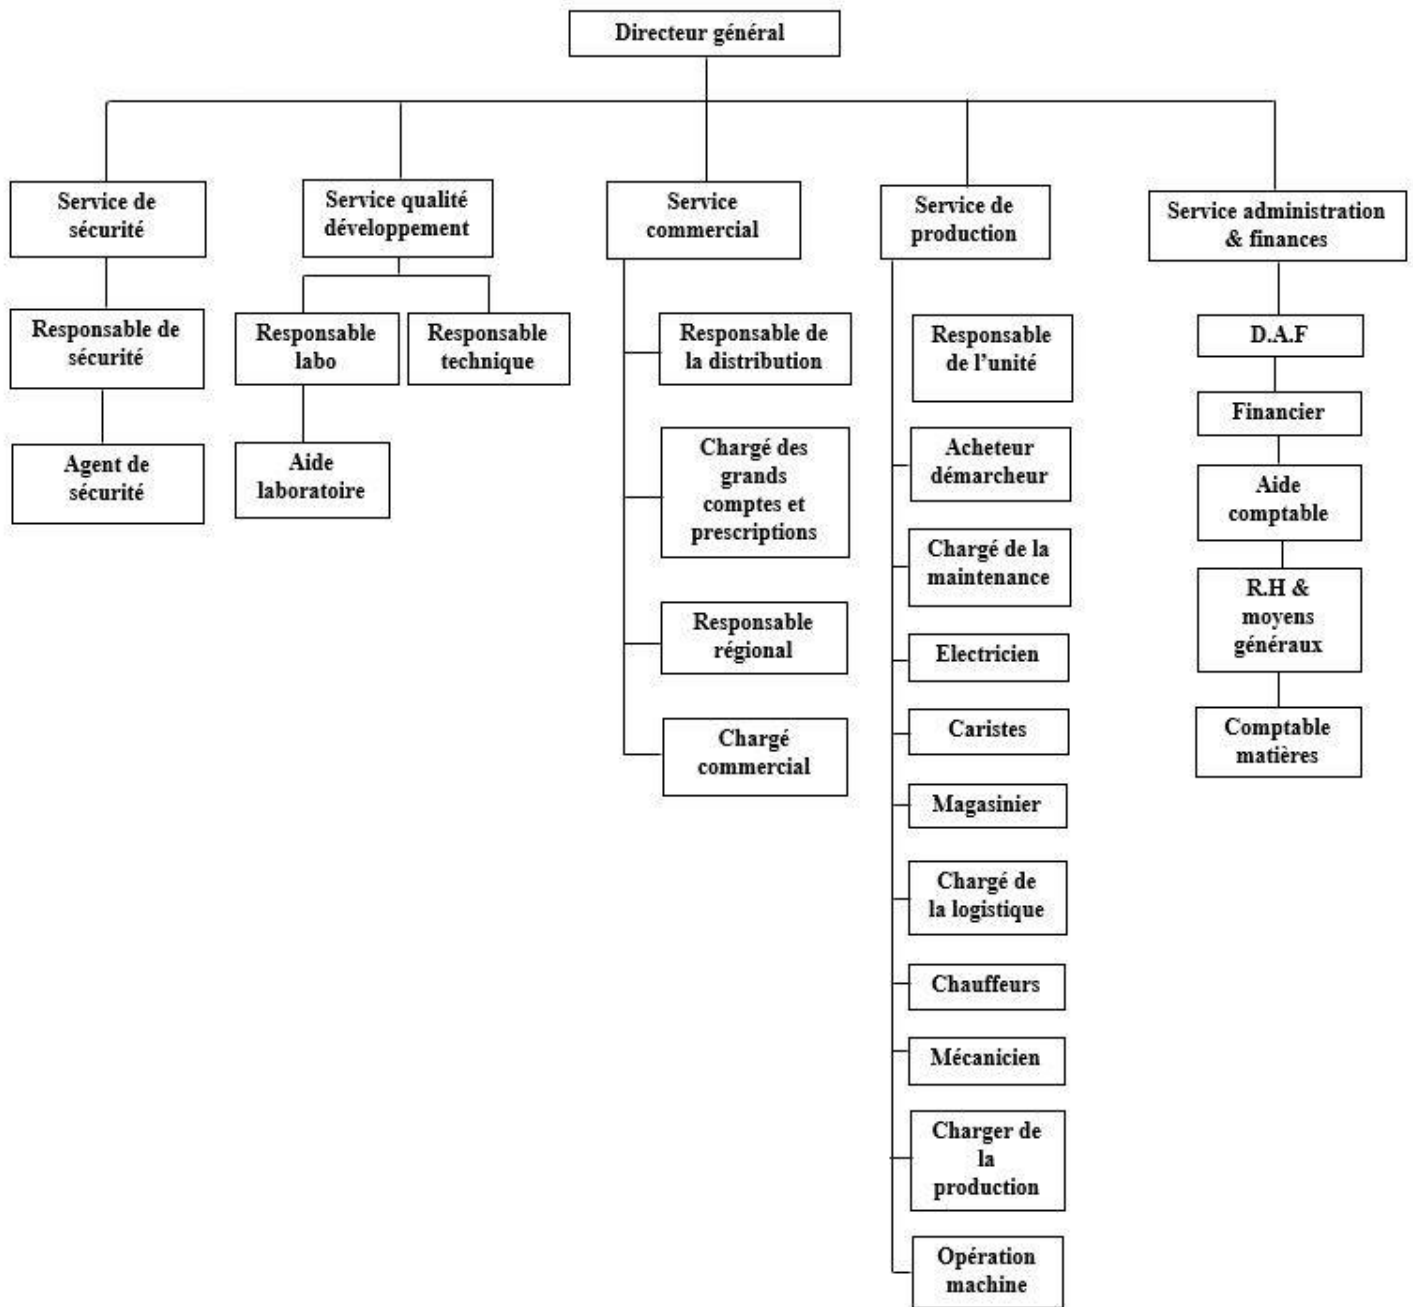 Directeur général
Service de
sécurité
Service qualité
développement
Service
commercial
Service de
production
Service administration
& finances
Responsable de
sécurité
Agent de
sécurité
Responsable
labo
Responsable
technique
Aide
laboratoire
Responsable de
la distribution
Chargé des
grands
comptes et
prescriptions
Responsable
régional
Chargé
commercial
Responsable
de l’unité
Acheteur
démarcheur
Chargé de la
maintenance
Electricien
Caristes
Magasinier
Chargé de
la logistique
Chauffeurs
Mécanicien
Charger de
la
production
Opération
machine
D.A.F
Financier
Aide
comptable
R.H &
moyens
généraux
Comptable
matières